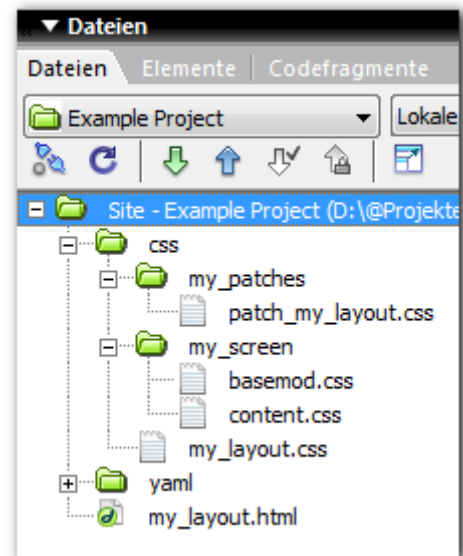 Dateien
Dateien Elemente Codefragmente
Example Project Lokale
Site - Example Project (D:\@Projekte
css
my_patches
patch_my_layout.css
my_screen
basemod.css
content.css
my_layout.css
yaml
my_layout.html